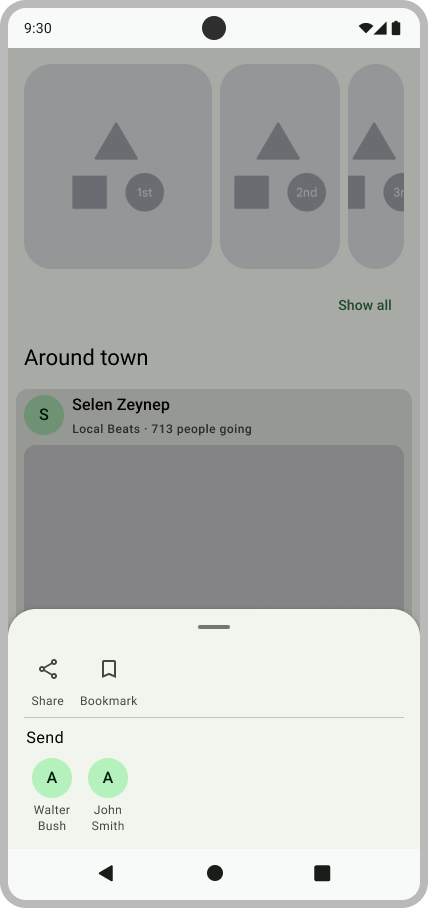 9:30
1st
2nd
Show all
Around town
S
Selen Zeynep
Local Beats · 713 people going
Share
Bookmark
Send
A
A
Walter
Bush
John
Smith